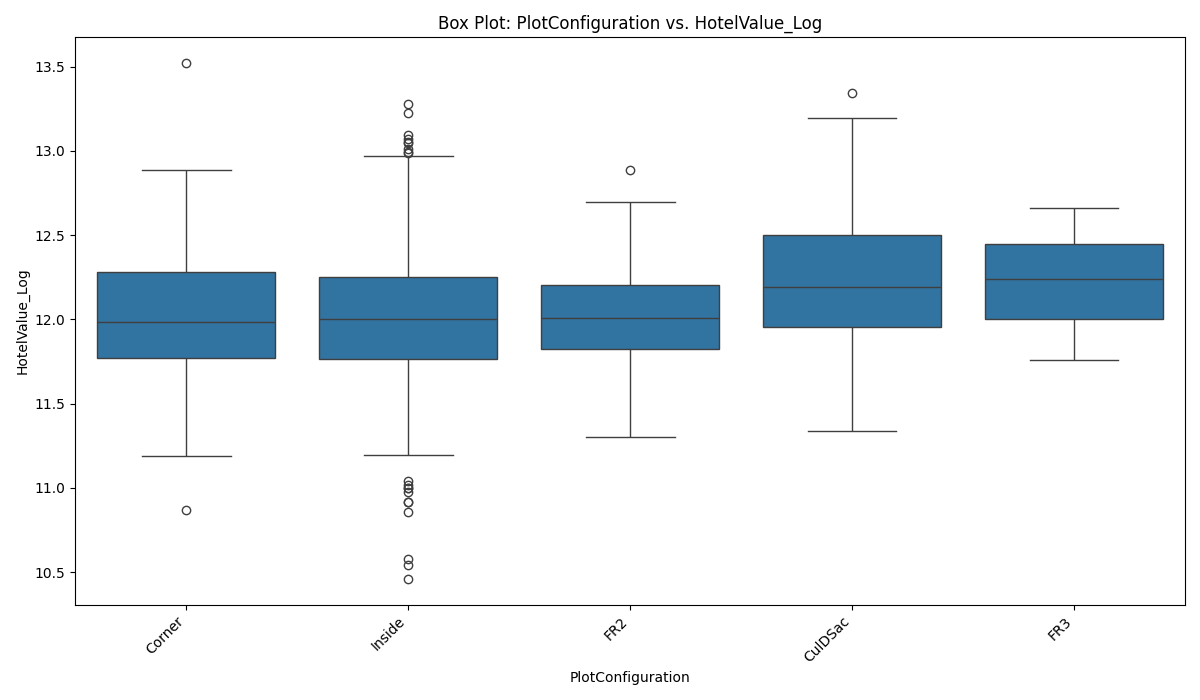 Box Plot: PlotConfiguration vs. HotelValue_Log
HotelValue_Log
13.5
13.0
12.5
12.0
11.5
11.0
10.5
Corner
Inside
FR2
CulDSac
FR3
PlotConfiguration